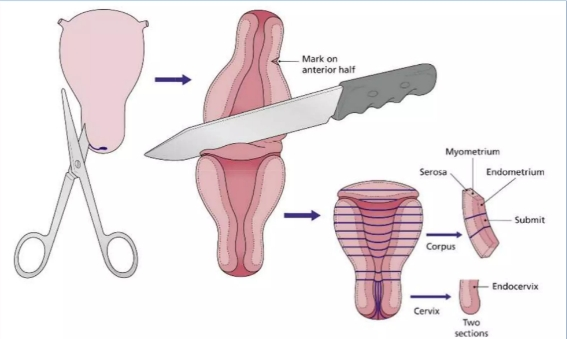 Mark on
anterior half
Myometrium
Serosa
Endometrium
Submit
Corpus
Endocervix
Cervix
Two
sections